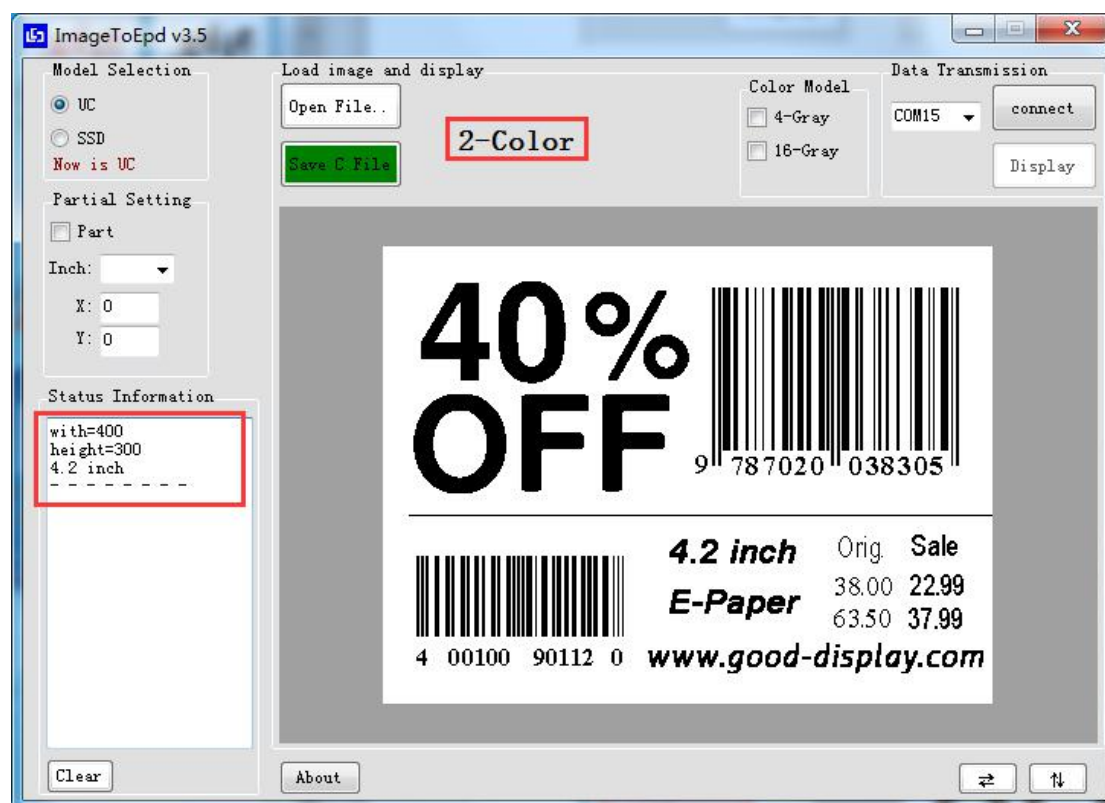 ImageToEpd v3.5
Model Selection
UC
SSD
Now is UC
Partial Setting
Part
Inch:
X: 0
Y: 0
Status Information
with=400
height=300
4.2 inch
- - - - - - - -
Clear
Load image and display
Open File..
Save C File
2-Color
Color Model
4-Gray
16-Gray
Data Transmission
COM15
connect
Display
40%
OFF
9 787020 038305
4.2 inch
E-Paper
Orig. Sale
38.00 22.99
63.50 37.99
4 00100 90112 0
www.good-display.com
About